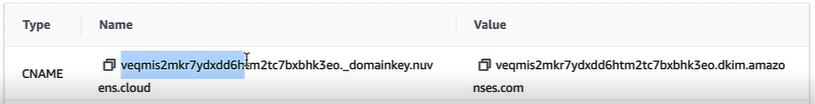 Type Name Value
veqmis2mkr7ydxdd6htm2tc7bxbhk3eo._domainkey.nuv veqmis2mkr7ydxdd6htm2tc7bxbhk3eo.dkim.amazo
CNAME
ens.cloud nses.com